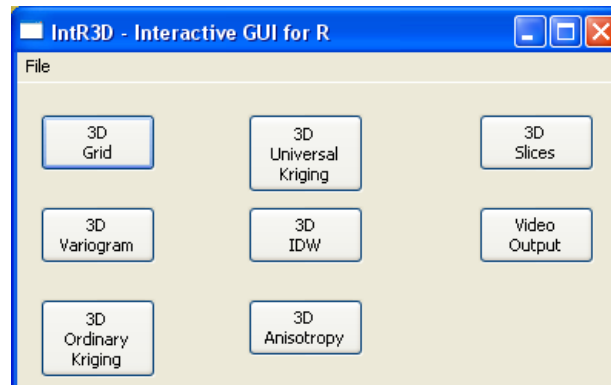 IntR3D - Interactive GUI for R
File
3D
Grid
3D
Universal
Kriging
3D
Slices
3D
Variogram
3D
IDW
Video
Output
3D
Ordinary
Kriging
3D
Anisotropy